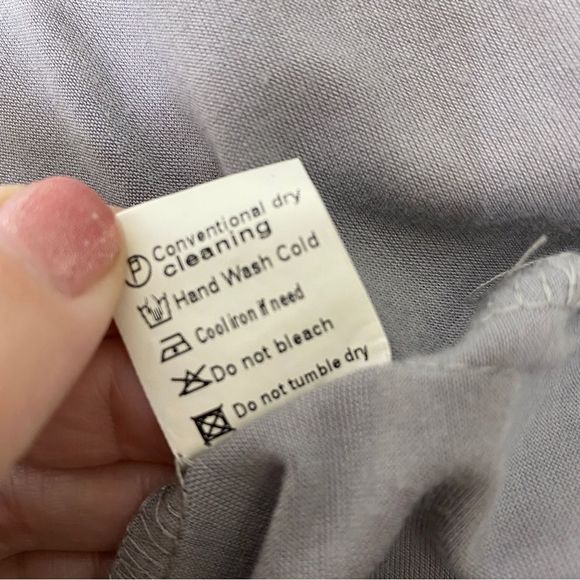 P Conventional dry
cleaning
Hand Wash Cold
Cool iron if need
Do not bleach
Do not tumble dry